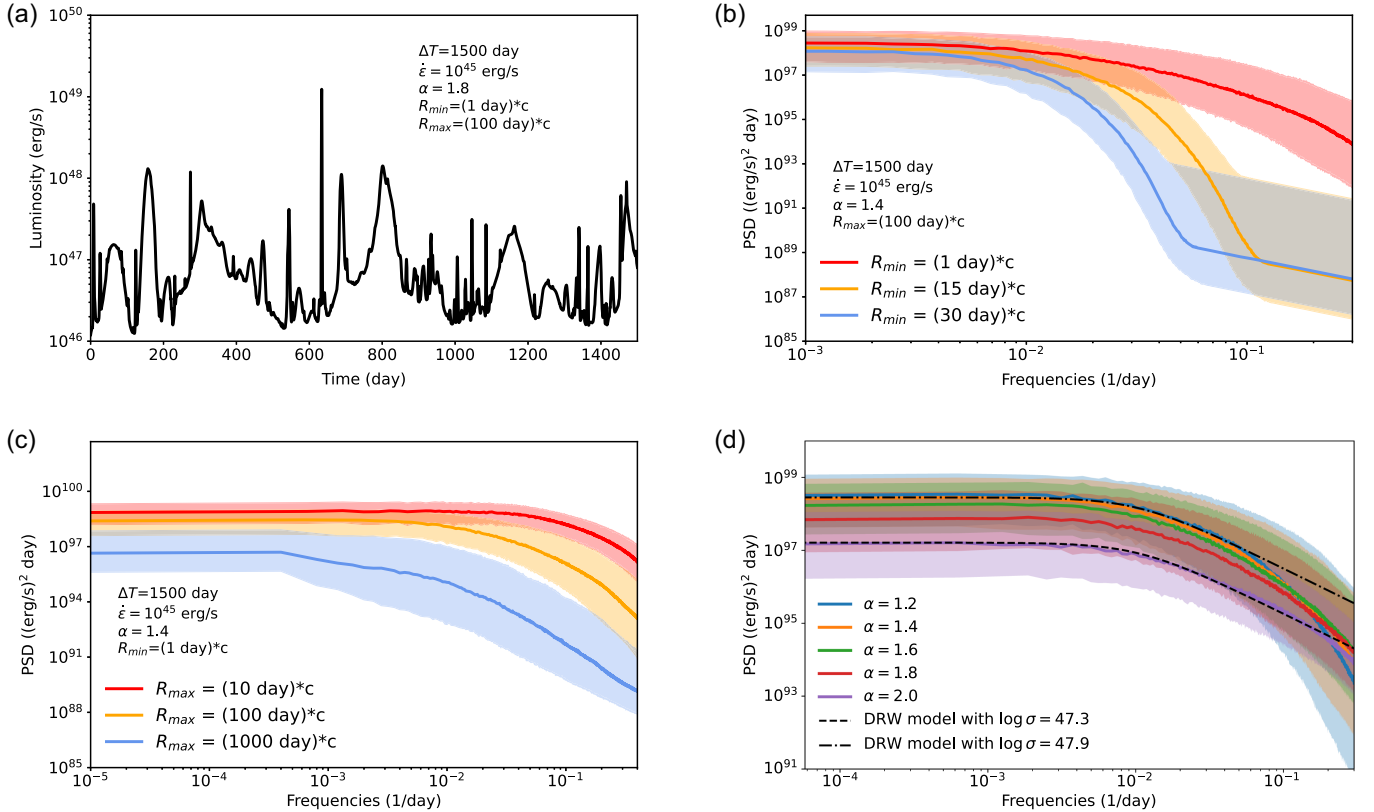 (a)
10^50
10^49
10^48
10^47
10^46
Luminosity (erg/s)
ΔT=1500 day
ε̇ = 10^45 erg/s
α = 1.8
R_min=(1 day)*c
R_max=(100 day)*c
0 200 400 600 800 1000 1200 1400
Time (day)
(b)
10^99
10^97
10^95
10^93
10^91
10^89
10^87
10^85
PSD ((erg/s)^2 day)
ΔT=1500 day
ε̇ = 10^45 erg/s
α = 1.4
R_max=(100 day)*c
R_min = (1 day)*c
R_min = (15 day)*c
R_min = (30 day)*c
10^−3 10^−2 10^−1
Frequencies (1/day)
(c)
10^100
10^97
10^94
10^91
10^88
10^85
PSD ((erg/s)^2 day)
ΔT=1500 day
ε̇ = 10^45 erg/s
α = 1.4
R_min=(1 day)*c
R_max = (10 day)*c
R_max = (100 day)*c
R_max = (1000 day)*c
10^−5 10^−4 10^−3 10^−2 10^−1
Frequencies (1/day)
(d)
10^99
10^97
10^95
10^93
10^91
PSD ((erg/s)^2 day)
α = 1.2
α = 1.4
α = 1.6
α = 1.8
α = 2.0
DRW model with log σ = 47.3
DRW model with log σ = 47.9
10^−4 10^−3 10^−2 10^−1
Frequencies (1/day)